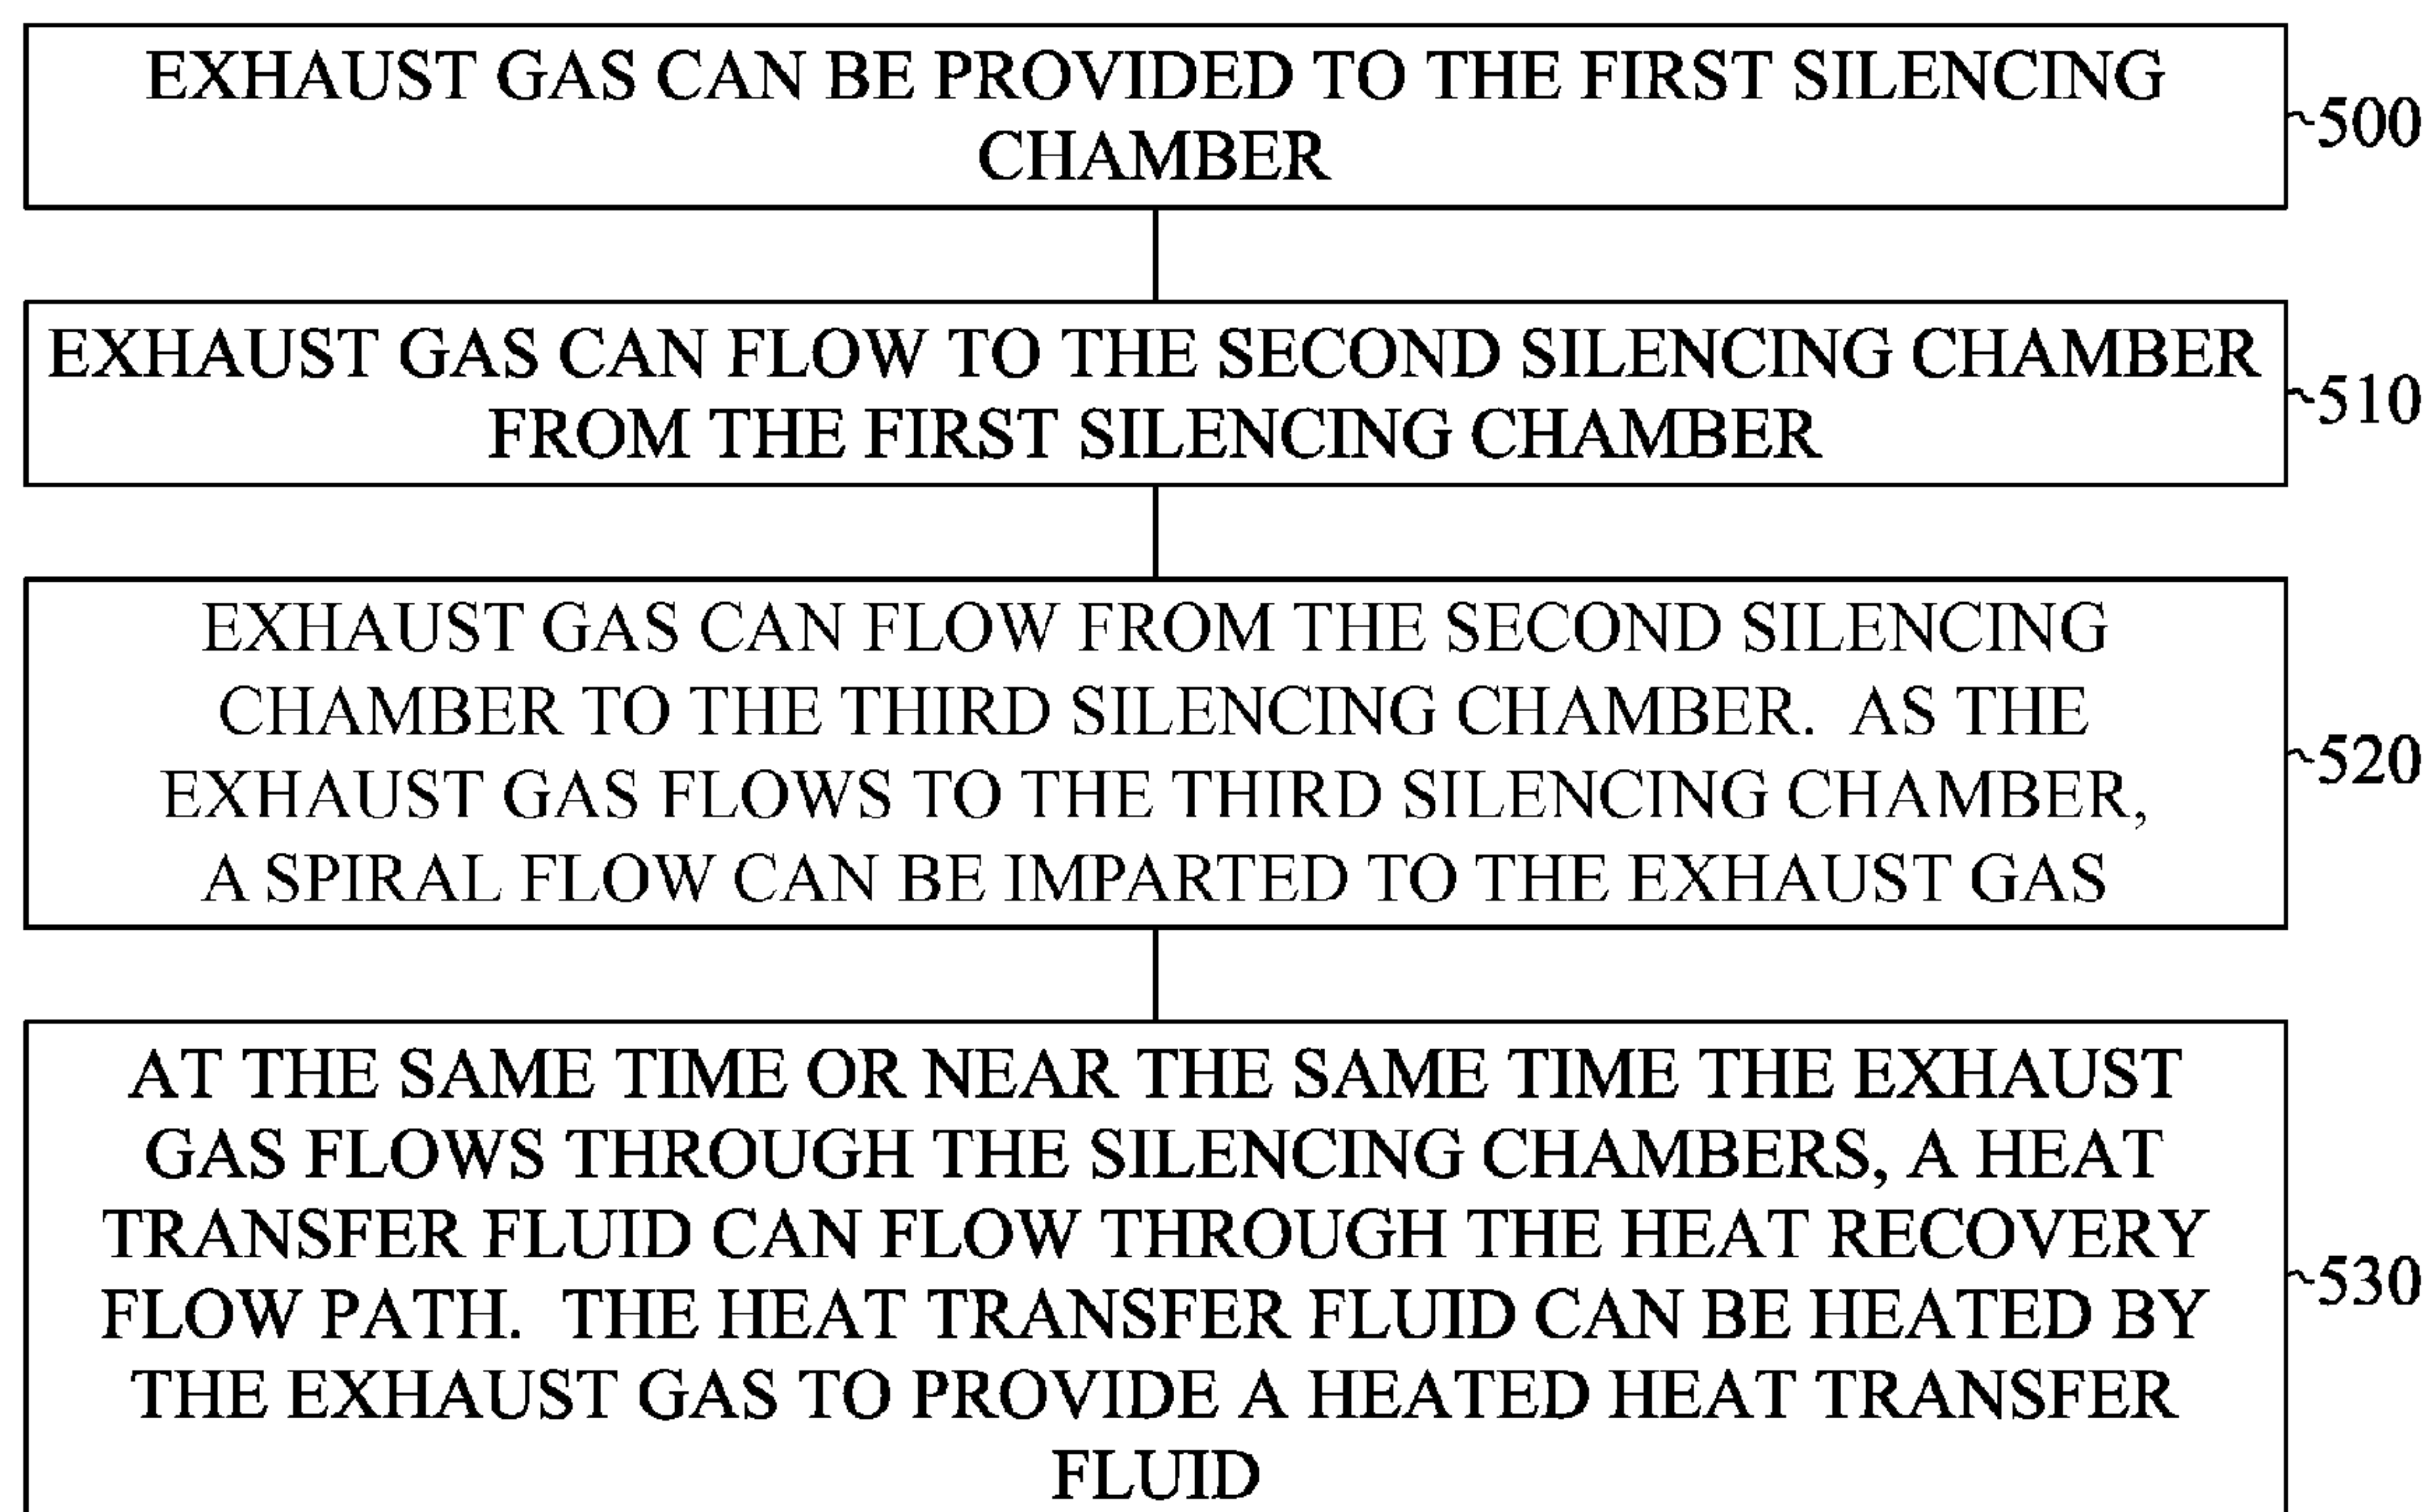 EXHAUST GAS CAN BE PROVIDED TO THE FIRST SILENCING
CHAMBER
~500
EXHAUST GAS CAN FLOW TO THE SECOND SILENCING CHAMBER
FROM THE FIRST SILENCING CHAMBER
~510
EXHAUST GAS CAN FLOW FROM THE SECOND SILENCING
CHAMBER TO THE THIRD SILENCING CHAMBER. AS THE
EXHAUST GAS FLOWS TO THE THIRD SILENCING CHAMBER,
A SPIRAL FLOW CAN BE IMPARTED TO THE EXHAUST GAS
~520
AT THE SAME TIME OR NEAR THE SAME TIME THE EXHAUST
GAS FLOWS THROUGH THE SILENCING CHAMBERS, A HEAT
TRANSFER FLUID CAN FLOW THROUGH THE HEAT RECOVERY
FLOW PATH. THE HEAT TRANSFER FLUID CAN BE HEATED BY
THE EXHAUST GAS TO PROVIDE A HEATED HEAT TRANSFER
FLUID
~530